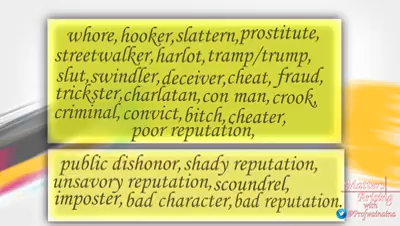 whore, hooker, slattern, prostitute,
streetwalker, harlot, tramp/trump,
slut, swindler, deceiver, cheat, fraud,
trickster, charlatan, con man, crook,
criminal, convict, bitch, cheater,
poor reputation,
public dishonor, shady reputation,
unsavory reputation, scoundrel,
imposter, bad character, bad reputation.
with